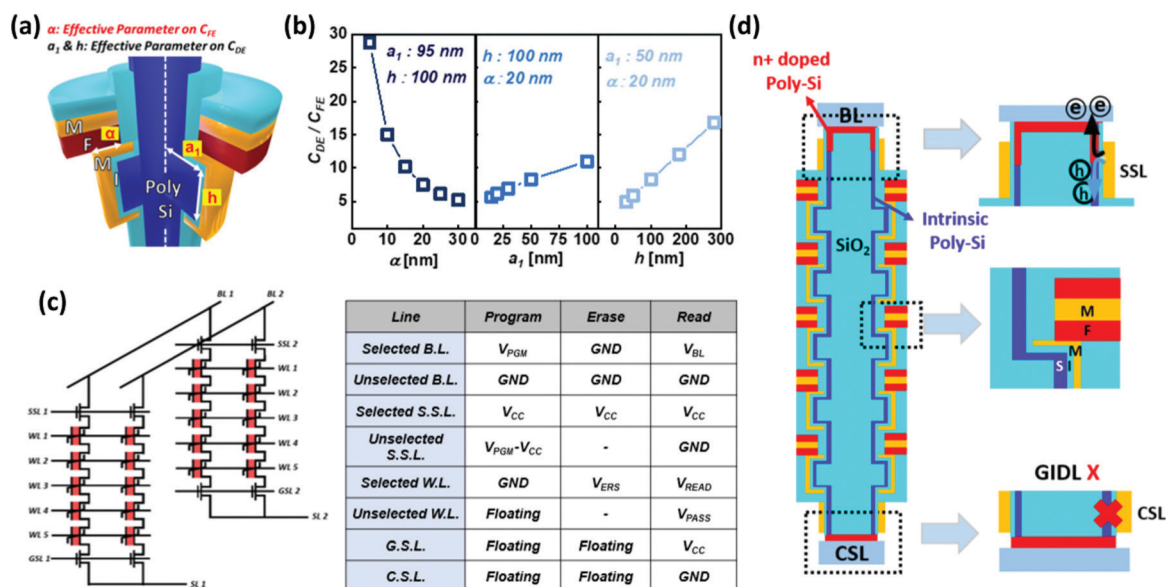 (a)
α: Effective Parameter on C_FE
a₁ & h: Effective Parameter on C_DE
M
F
M
I
α
a₁
h
Poly
Si
(b)
C_DE / C_FE
30
25
20
15
10
5
a₁ : 95 nm
h : 100 nm
h : 100 nm
α : 20 nm
a₁ : 50 nm
α : 20 nm
0 10 20 30
α [nm]
25 50 75 100
a₁ [nm]
0 100 200 300
h [nm]
(c)
BL 1
BL 2
SSL 2
WL 1
WL 2
WL 3
WL 4
WL 5
GSL 2
SL 2
SSL 1
WL 1
WL 2
WL 3
WL 4
WL 5
GSL 1
SL 1
Line Program Erase Read
Selected B.L. V_PGM GND V_BL
Unselected B.L. GND GND GND
Selected S.S.L. V_CC V_CC V_CC
Unselected S.S.L. V_PGM-V_CC - GND
Selected W.L. GND V_ERS V_READ
Unselected W.L. Floating - V_PASS
G.S.L. Floating Floating V_CC
C.S.L. Floating Floating GND
(d)
n+ doped
Poly-Si
BL
Intrinsic
Poly-Si
SiO₂
CSL
e e
h
h
SSL
M
F
M
S I
GIDL X
CSL